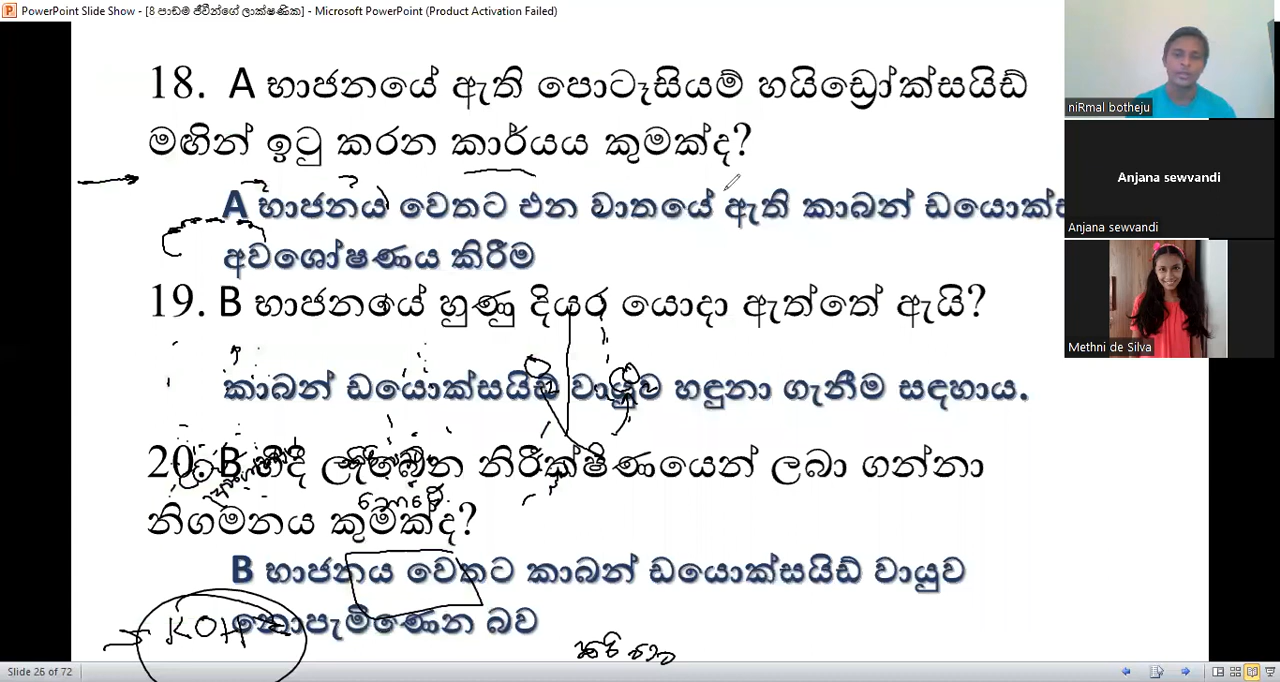 PowerPoint Slide Show - [8 පාඩම ජීවීන්ගේ ලාක්ෂණික] - Microsoft PowerPoint (Product Activation Failed)
18. A භාජනයේ ඇති පොටෑසියම් හයිඩ්‍රෝක්සයිඩ්
මඟින් ඉටු කරන කාර්යය කුමක්ද?
A භාජනය වෙතට එන වාතයේ ඇති කාබන් ඩයොක්ස
අවශෝෂණය කිරීම
19. B භාජනයේ හුණු දියර යොදා ඇත්තේ ඇයි?
කාබන් ඩයොක්සයිඩ් වායුව හඳුනා ගැනීම සඳහාය.
20. B හීදී ලැබෙන නිරීක්ෂණයෙන් ලබා ගන්නා
නිගමනය කුමක්ද?
B භාජනය වෙතට කාබන් ඩයොක්සයිඩ් වායුව
නොපැමිණෙන බව
KOH
Slide 26 of 72
niRmal botheju
Anjana sewvandi
Anjana sewvandi
Methni de Silva